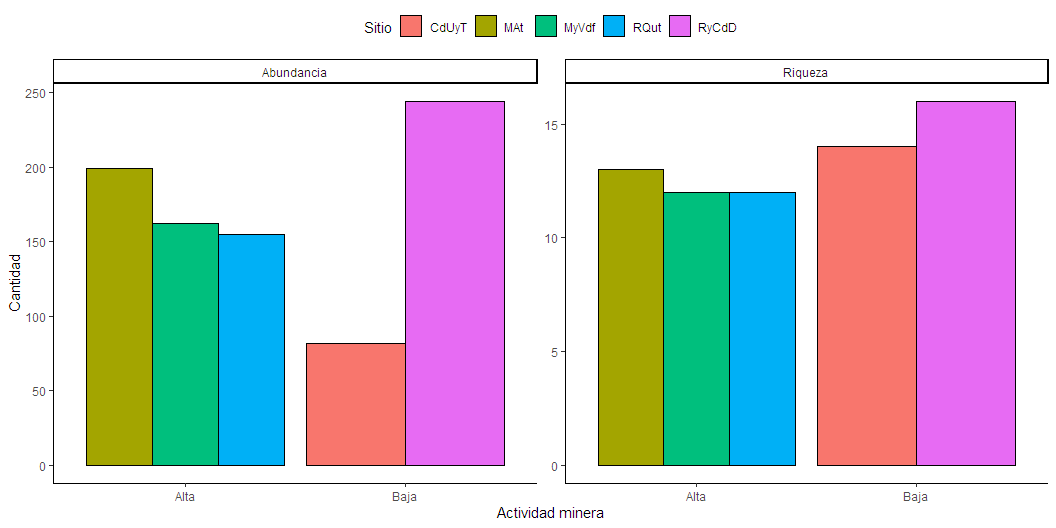 Sitio CdUyT MAt MyVdf RQut RyCdD
Abundancia
Riqueza
Cantidad
250
200
150
100
50
0
15
10
5
0
Alta
Baja
Alta
Baja
Actividad minera